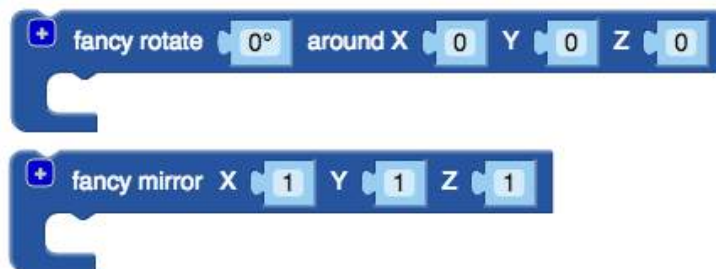 + fancy rotate 0° around X 0 Y 0 Z 0
+ fancy mirror X 1 Y 1 Z 1